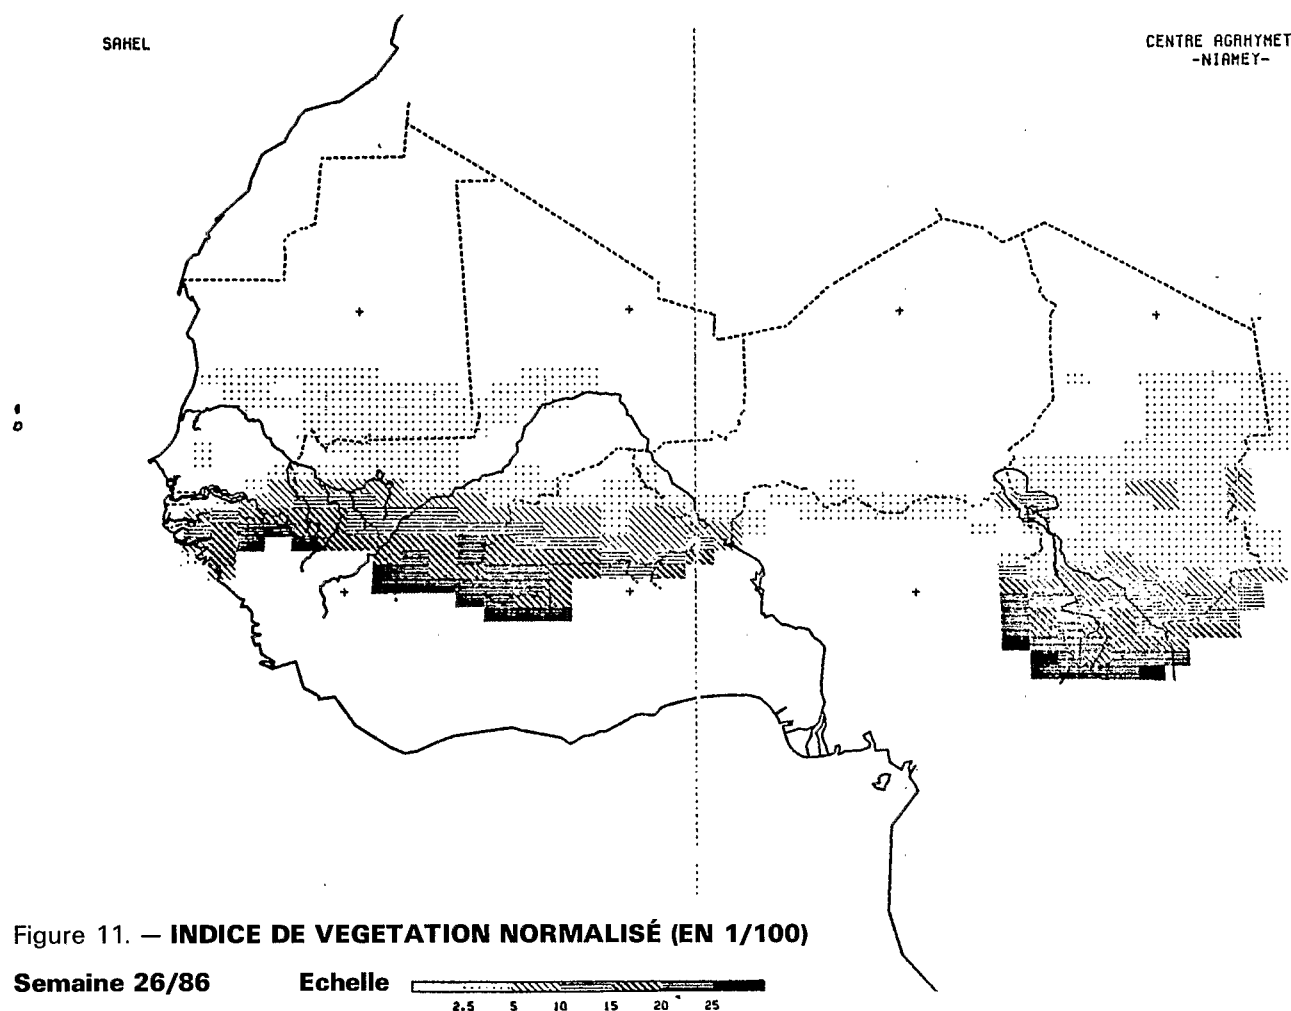 SAHEL
CENTRE AGRHYMET
-NIAMEY-
Figure 11. — INDICE DE VEGETATION NORMALISÉ (EN 1/100)
Semaine 26/86 Echelle
2.5 5 10 15 20 25